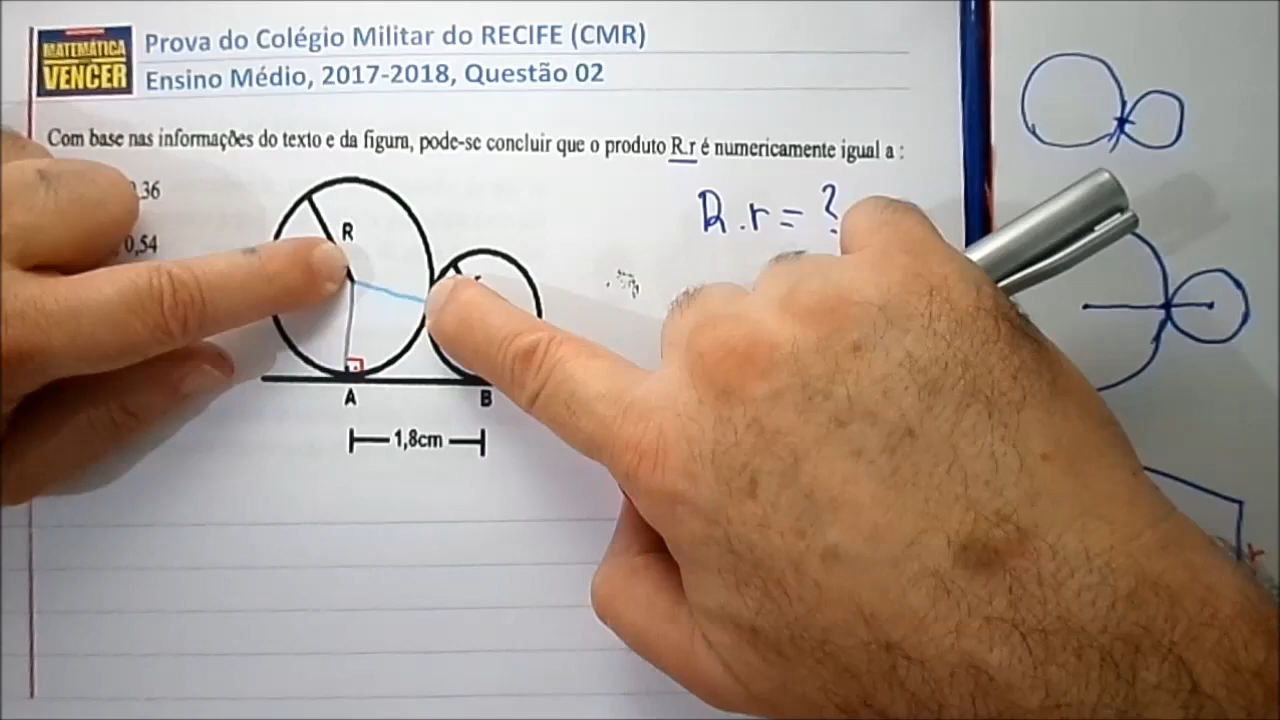 MATEMÁTICA
VENCER
Prova do Colégio Militar do RECIFE (CMR)
Ensino Médio, 2017-2018, Questão 02
Com base nas informações do texto e da figura, pode-se concluir que o produto R.r é numericamente igual a :
36
0,54
R
R.r=?
A
B
1,8cm